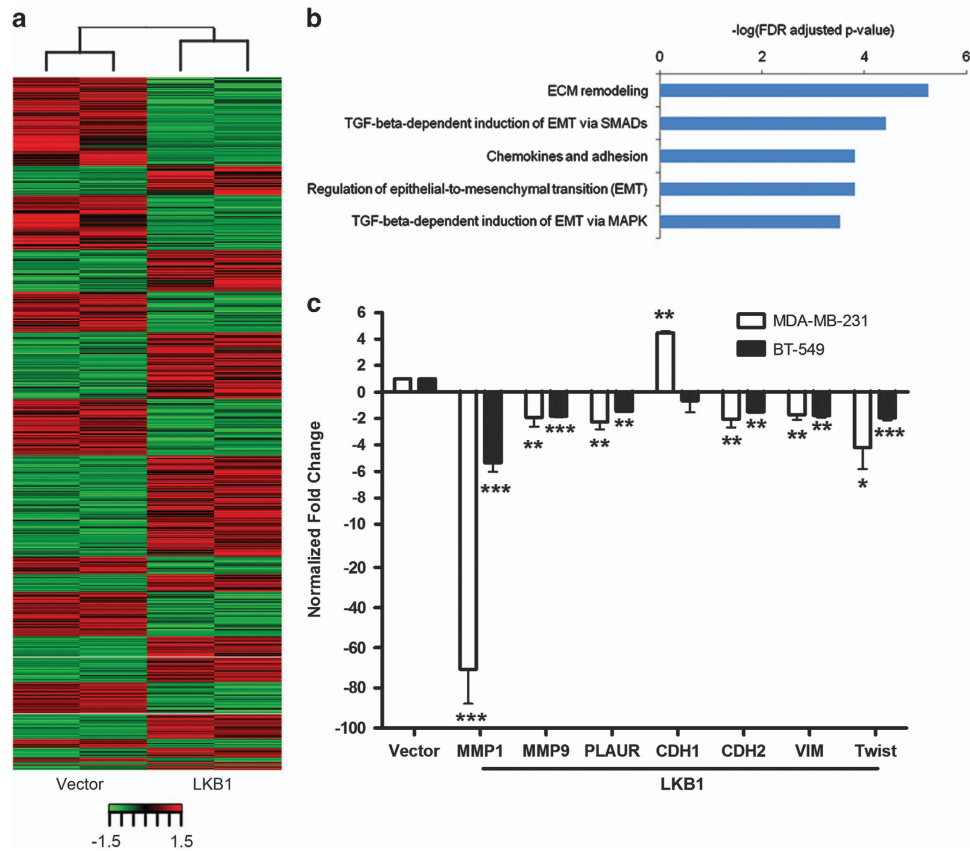 a
Vector LKB1
-1.5 1.5
b
-log(FDR adjusted p-value)
0 2 4 6
ECM remodeling
TGF-beta-dependent induction of EMT via SMADs
Chemokines and adhesion
Regulation of epithelial-to-mesenchymal transition (EMT)
TGF-beta-dependent induction of EMT via MAPK
c
Normalized Fold Change
6
4
2
0
-2
-4
-6
-8
-10
-20
-40
-60
-80
-100
MDA-MB-231
BT-549
**
** *** ** ** ** ** ** ** ***
***
*
***
Vector MMP1 MMP9 PLAUR CDH1 CDH2 VIM Twist
LKB1